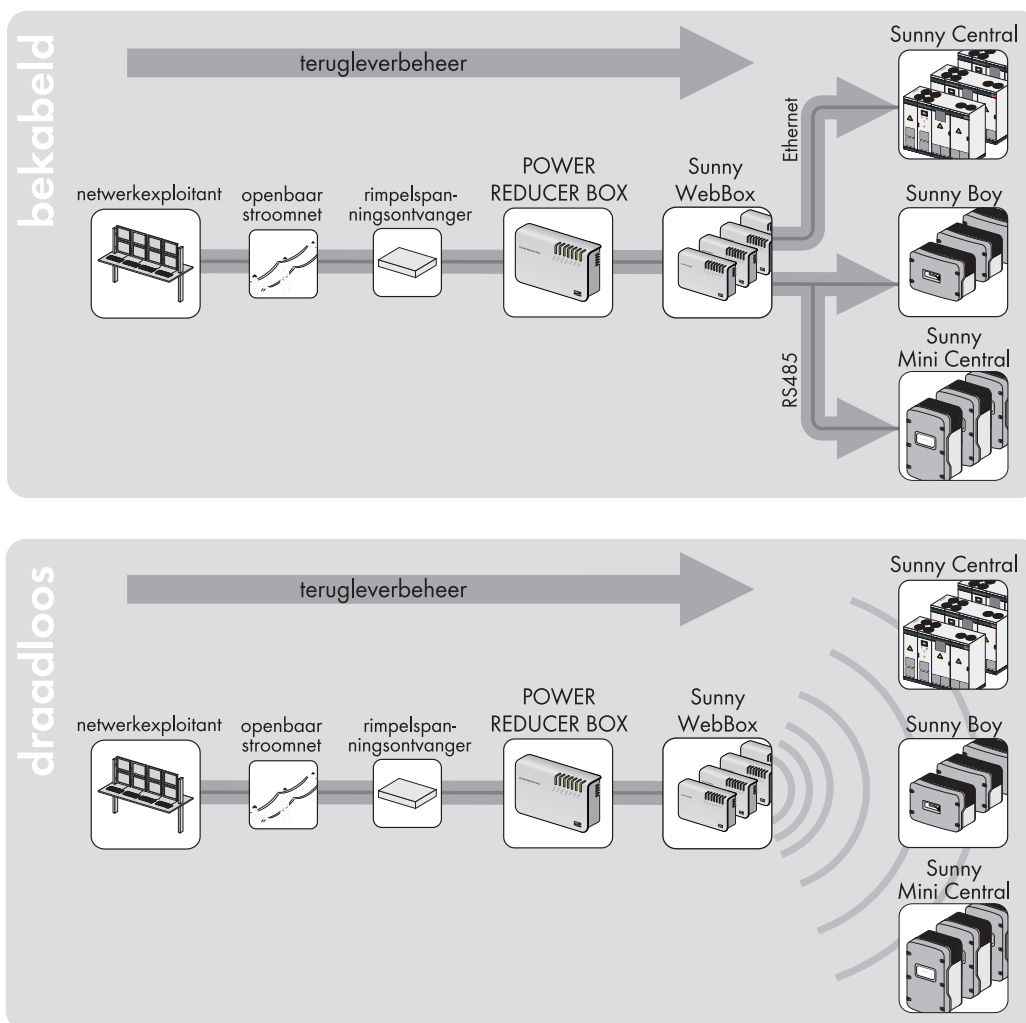 bekabeld
terugleverbeheer
Sunny Central
Ethernet
netwerkexploitant
openbaar
stroomnet
rimpelspan-
ningsontvanger
POWER
REDUCER BOX
Sunny
WebBox
Sunny Boy
RS485
Sunny
Mini Central
draadloos
terugleverbeheer
Sunny Central
netwerkexploitant
openbaar
stroomnet
rimpelspan-
ningsontvanger
POWER
REDUCER BOX
Sunny
WebBox
Sunny Boy
Sunny
Mini Central